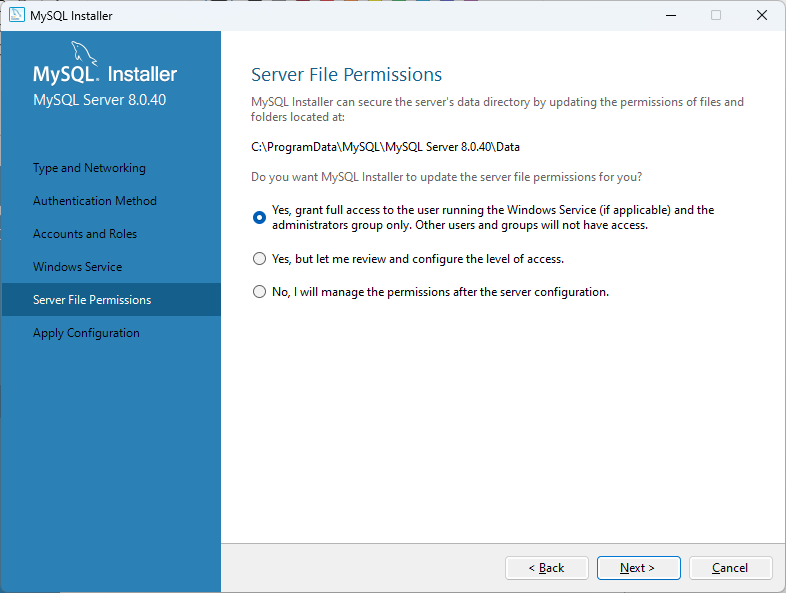 MySQL Installer
MySQL. Installer
MySQL Server 8.0.40
Type and Networking
Authentication Method
Accounts and Roles
Windows Service
Server File Permissions
Apply Configuration
Server File Permissions
MySQL Installer can secure the server's data directory by updating the permissions of files and
folders located at:
C:\ProgramData\MySQL\MySQL Server 8.0.40\Data
Do you want MySQL Installer to update the server file permissions for you?
Yes, grant full access to the user running the Windows Service (if applicable) and the
administrators group only. Other users and groups will not have access.
Yes, but let me review and configure the level of access.
No, I will manage the permissions after the server configuration.
< Back
Next >
Cancel